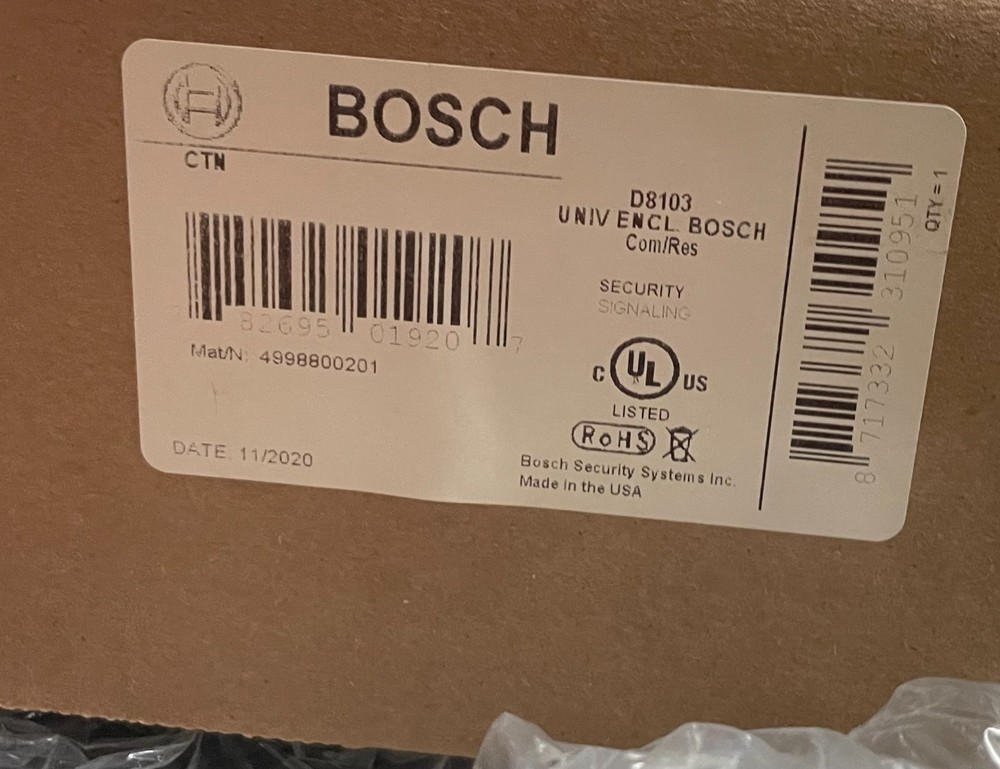 BOSCH
CTN
D8103
UNIV ENCL. BOSCH
Com/Res
SECURITY
SIGNALING
82695 01920 7
Mat/N: 4998800201
C UL US
LISTED
RoHS
DATE: 11/2020
Bosch Security Systems Inc.
Made in the USA
8 717332 310951
QTY = 1